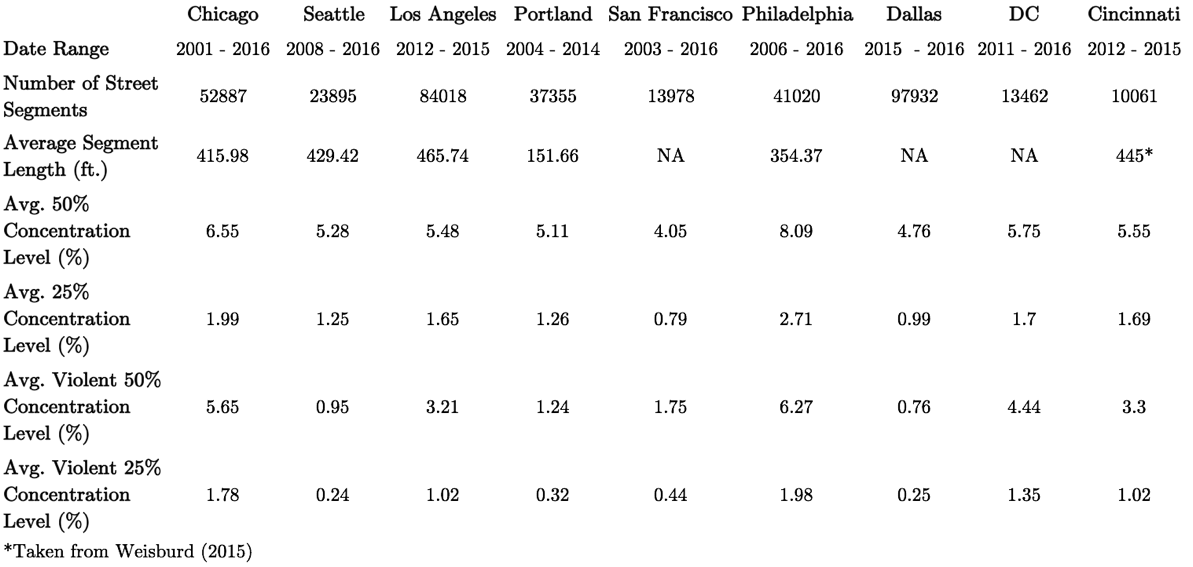 Chicago Seattle Los Angeles Portland San Francisco Philadelphia Dallas DC Cincinnati
Date Range 2001 - 2016 2008 - 2016 2012 - 2015 2004 - 2014 2003 - 2016 2006 - 2016 2015 - 2016 2011 - 2016 2012 - 2015
Number of Street
Segments 52887 23895 84018 37355 13978 41020 97932 13462 10061
Average Segment
Length (ft.) 415.98 429.42 465.74 151.66 NA 354.37 NA NA 445*
Avg. 50%
Concentration 6.55 5.28 5.48 5.11 4.05 8.09 4.76 5.75 5.55
Level (%)
Avg. 25%
Concentration 1.99 1.25 1.65 1.26 0.79 2.71 0.99 1.7 1.69
Level (%)
Avg. Violent 50%
Concentration 5.65 0.95 3.21 1.24 1.75 6.27 0.76 4.44 3.3
Level (%)
Avg. Violent 25%
Concentration 1.78 0.24 1.02 0.32 0.44 1.98 0.25 1.35 1.02
Level (%)
*Taken from Weisburd (2015)